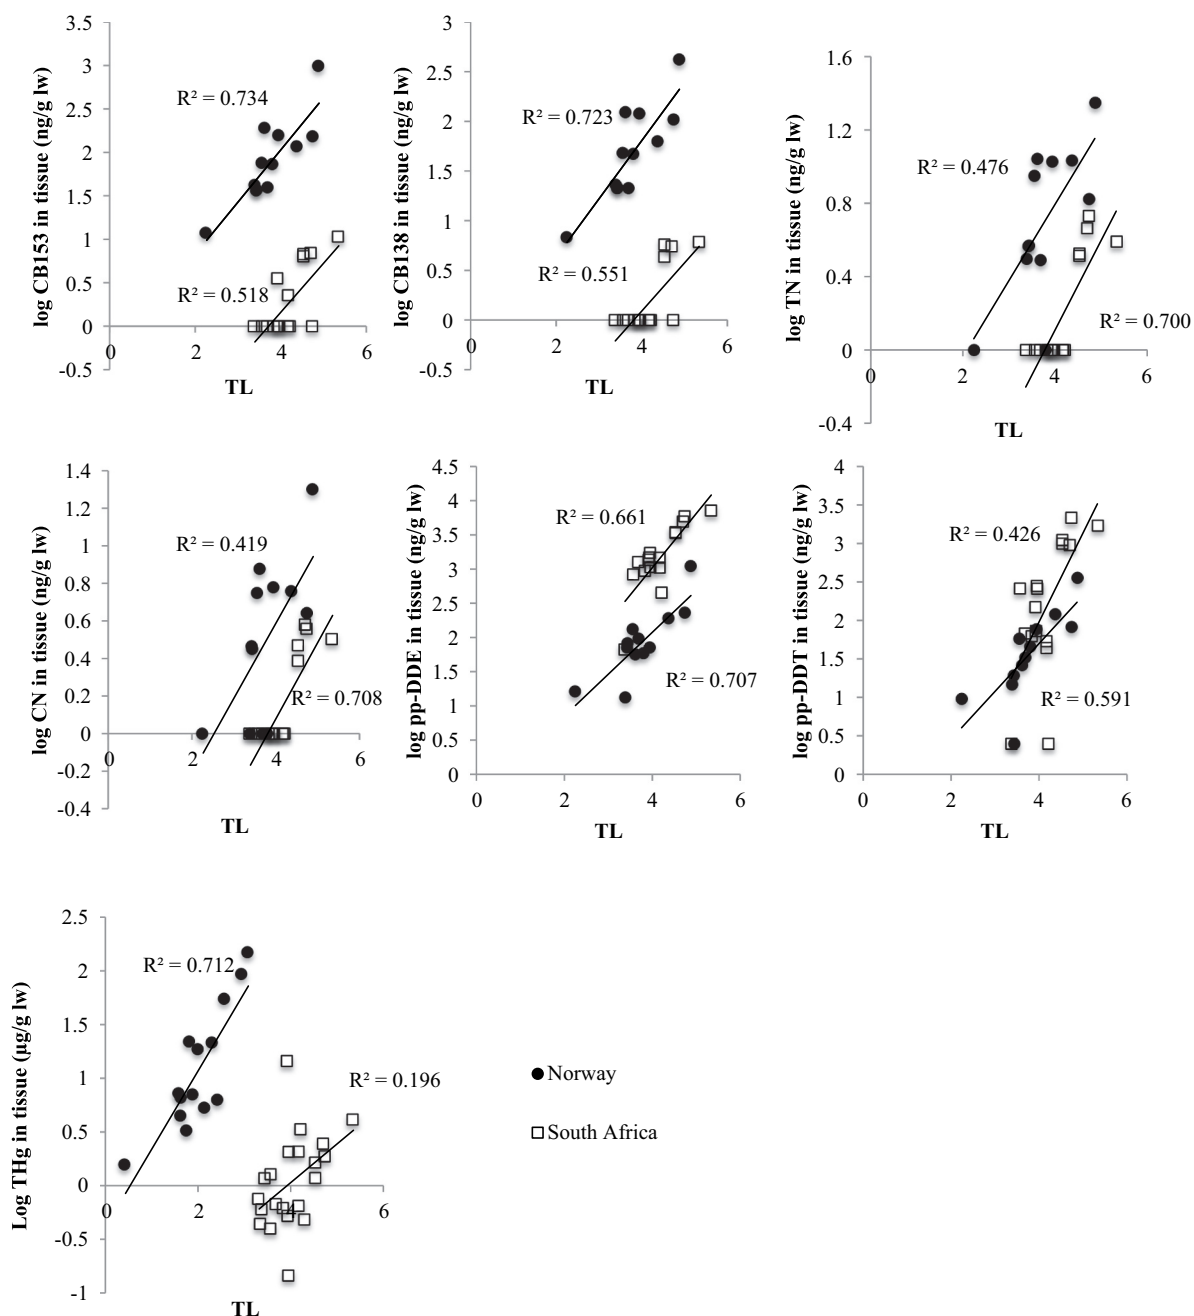 log CB153 in tissue (ng/g lw)
3.5
3
2.5
2
1.5
1
0.5
0
-0.5
R² = 0.734
R² = 0.518
0 2 4 6
TL
log CB138 in tissue (ng/g lw)
3
2.5
2
1.5
1
0.5
0
-0.5
R² = 0.723
R² = 0.551
0 2 4 6
TL
log TN in tissue (ng/g lw)
1.6
1.2
0.8
0.4
0
-0.4
R² = 0.476
R² = 0.700
0 2 4 6
TL
log CN in tissue (ng/g lw)
1.4
1.2
1
0.8
0.6
0.4
0.2
0
-0.2
-0.4
R² = 0.419
R² = 0.708
0 2 4 6
TL
log pp-DDE in tissue (ng/g lw)
4.5
4
3.5
3
2.5
2
1.5
1
0.5
0
R² = 0.661
R² = 0.707
0 2 4 6
TL
log pp-DDT in tissue (ng/g lw)
4
3.5
3
2.5
2
1.5
1
0.5
0
R² = 0.426
R² = 0.591
0 2 4 6
TL
Log THg in tissue (µg/g lw)
2.5
2
1.5
1
0.5
0
-0.5
-1
R² = 0.712
R² = 0.196
0 2 4 6
TL
Norway
South Africa